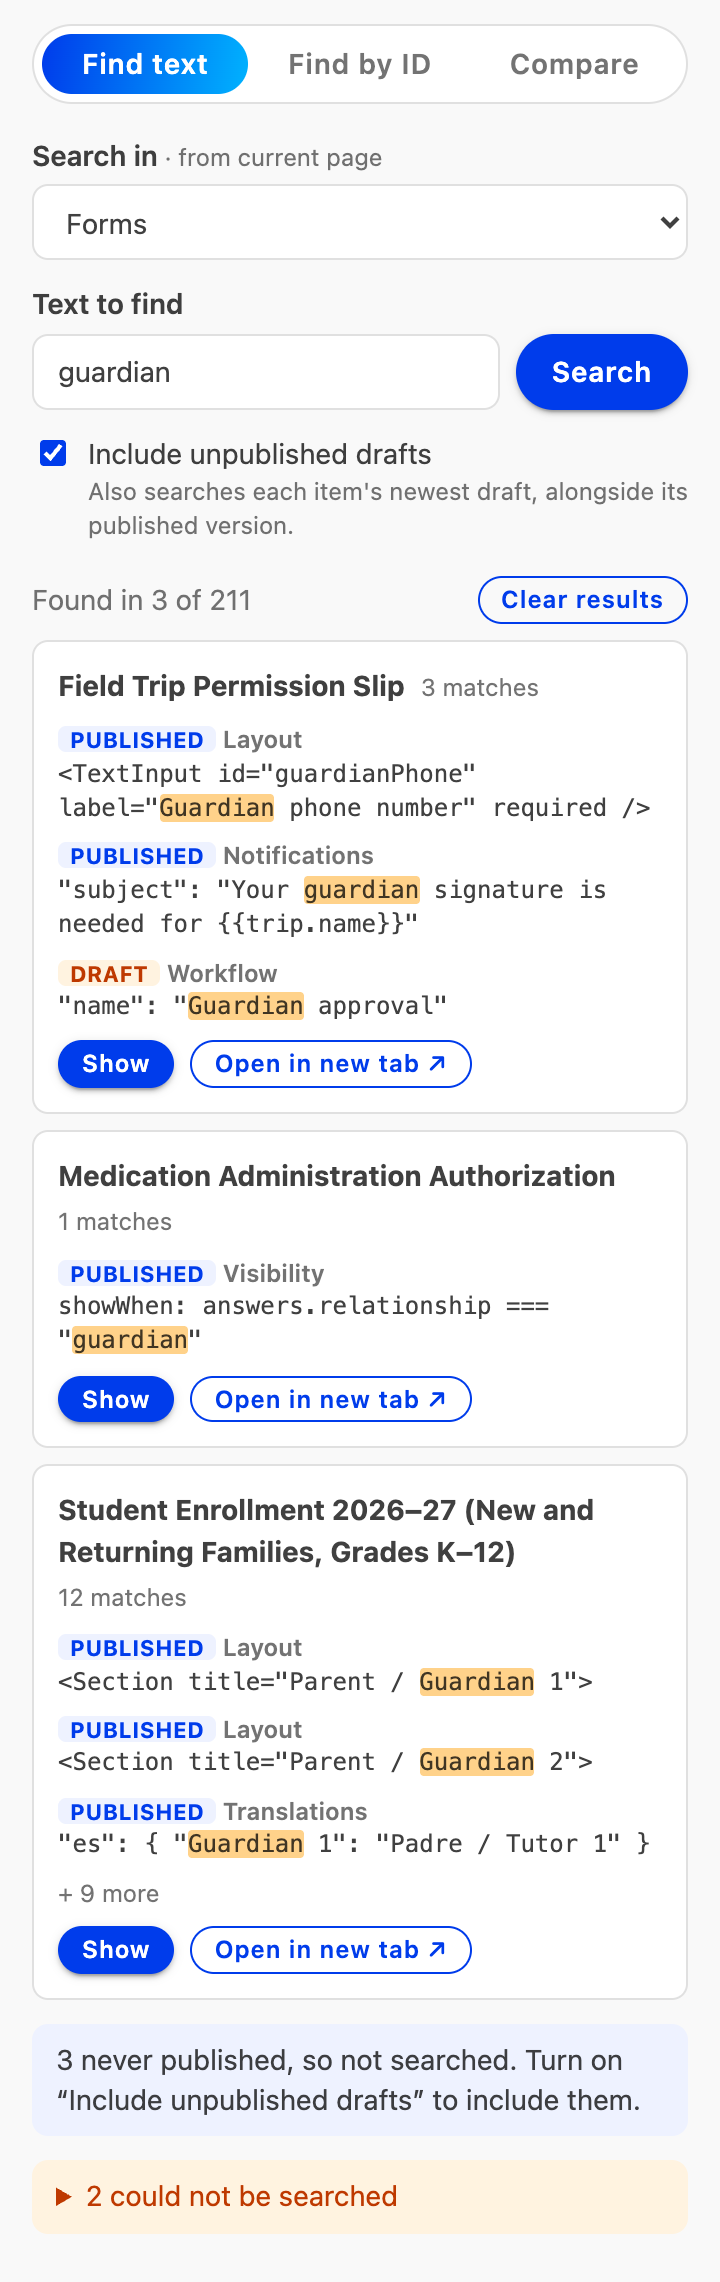 Find text
Find by ID
Compare
Search in · from current page
Forms
Text to find
guardian
Search
Include unpublished drafts
Also searches each item's newest draft, alongside its
published version.
Found in 3 of 211
Clear results
Field Trip Permission Slip 3 matches
PUBLISHED Layout
<TextInput id="guardianPhone"
label="Guardian phone number" required />
PUBLISHED Notifications
"subject": "Your guardian signature is
needed for {{trip.name}}"
DRAFT Workflow
"name": "Guardian approval"
Show
Open in new tab ↗
Medication Administration Authorization
1 matches
PUBLISHED Visibility
showWhen: answers.relationship ===
"guardian"
Show
Open in new tab ↗
Student Enrollment 2026–27 (New and
Returning Families, Grades K–12)
12 matches
PUBLISHED Layout
<Section title="Parent / Guardian 1">
PUBLISHED Layout
<Section title="Parent / Guardian 2">
PUBLISHED Translations
"es": { "Guardian 1": "Padre / Tutor 1" }
+ 9 more
Show
Open in new tab ↗
3 never published, so not searched. Turn on
“Include unpublished drafts” to include them.
▶ 2 could not be searched